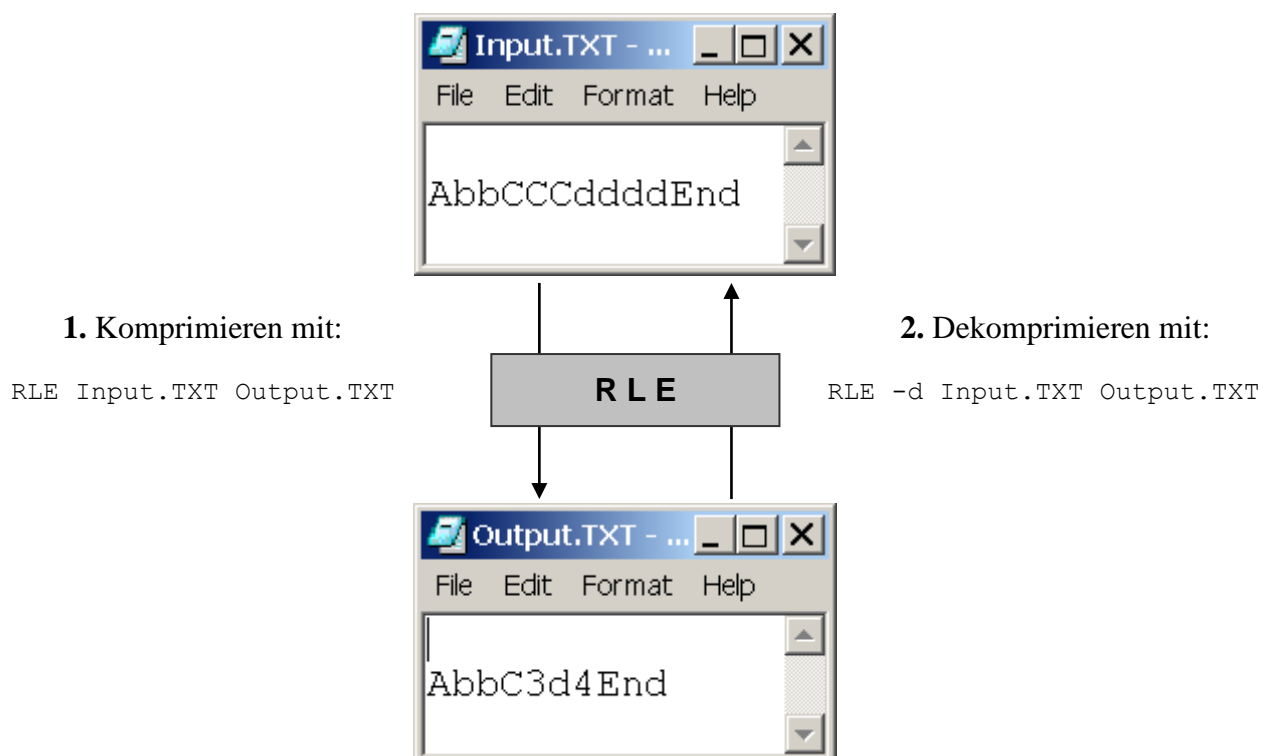 Input.TXT - ...
File Edit Format Help
AbbCCCddddEnd
1. Komprimieren mit:
RLE Input.TXT Output.TXT
R L E
2. Dekomprimieren mit:
RLE -d Input.TXT Output.TXT
Output.TXT - ...
File Edit Format Help
AbbC3d4End